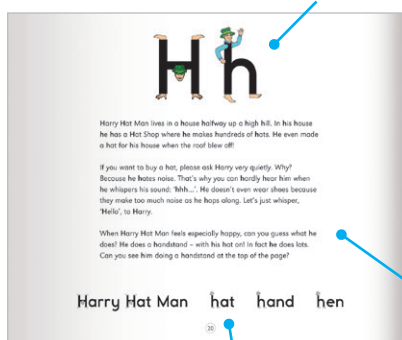 Hh
Harry Hat Man lives in a house halfway up a high hill. In his house
he has a Hat Shop where he makes hundreds of hats. He even made
a hat for his house when the roof blew off!
If you want to buy a hat, please ask Harry very quietly. Why?
Because he hates noise. That's why you can hardly hear him when
he whispers his sound: 'hhh...'. He doesn't even wear shoes because
they make too much noise as he hops along. Let's just whisper,
'Hello', to Harry.
When Harry Hat Man feels especially happy, can you guess what he
does? He does a handstand – with his hat on! In fact he does lots.
Can you see him doing a handstand at the top of the page?
Harry Hat Man hat hand hen
20